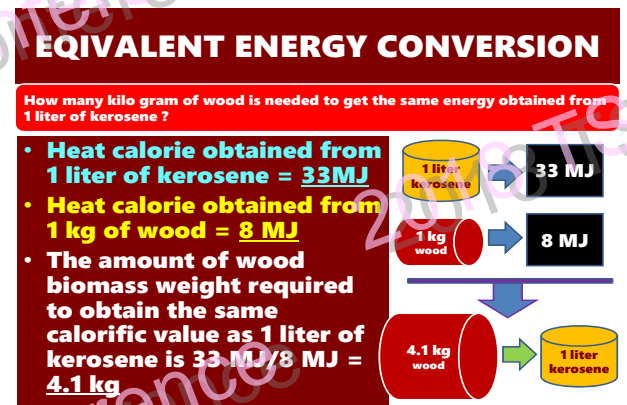 EQIVALENT ENERGY CONVERSION
How many kilo gram of wood is needed to get the same energy obtained from
1 liter of kerosene ?
• Heat calorie obtained from
1 liter of kerosene = 33MJ
• Heat calorie obtained from
1 kg of wood = 8 MJ
• The amount of wood
biomass weight required
to obtain the same
calorific value as 1 liter of
kerosene is 33 MJ/8 MJ =
4.1 kg
1 liter
kerosene
33 MJ
1 kg
wood
8 MJ
4.1 kg
wood
1 liter
kerosene
2018